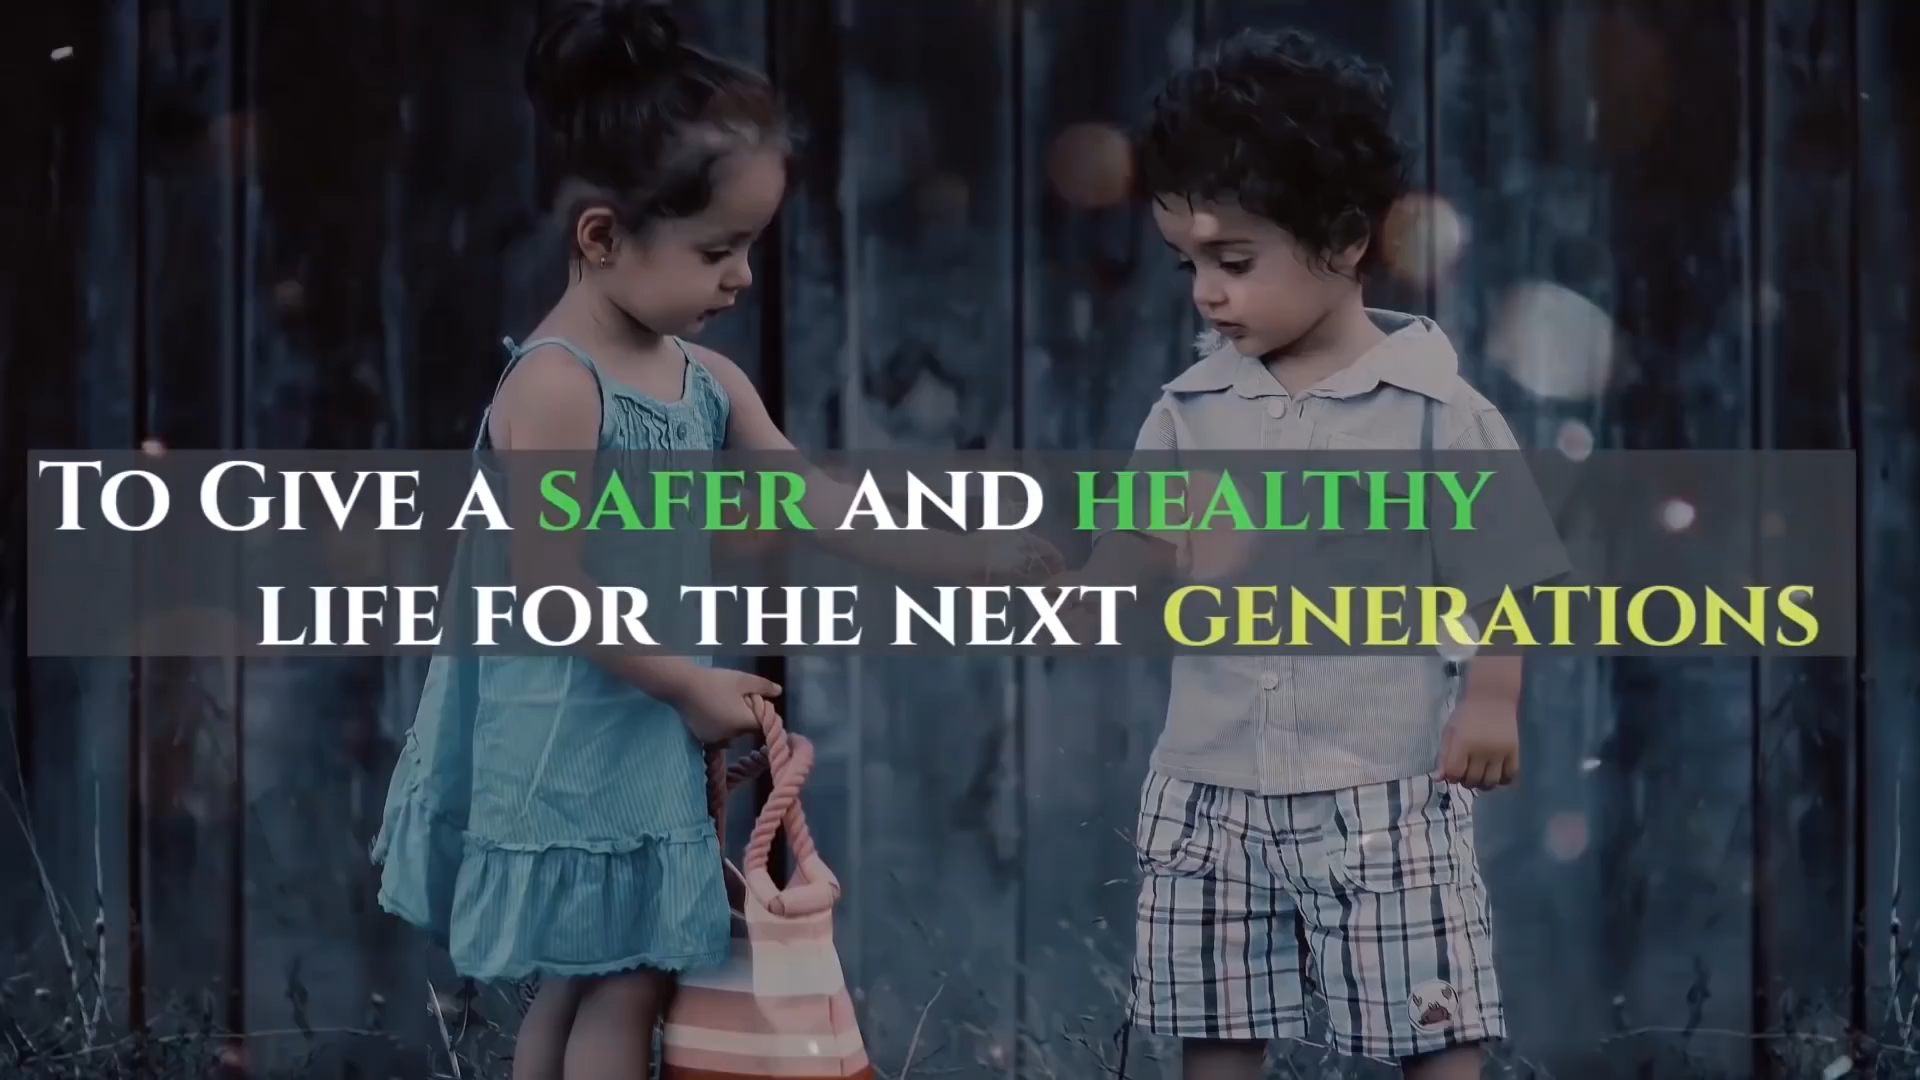 To Give a safer and healthy
life for the next generations